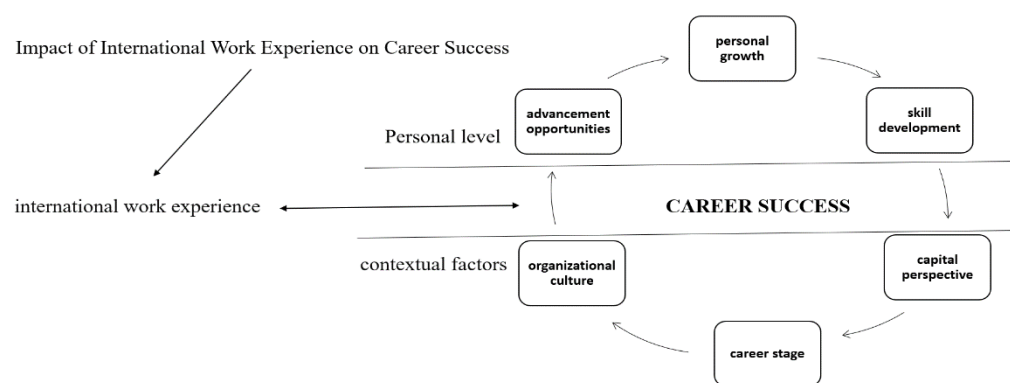 Impact of International Work Experience on Career Success
personal
growth
advancement
opportunities
skill
development
Personal level
international work experience
CAREER SUCCESS
contextual factors
organizational
culture
capital
perspective
career stage